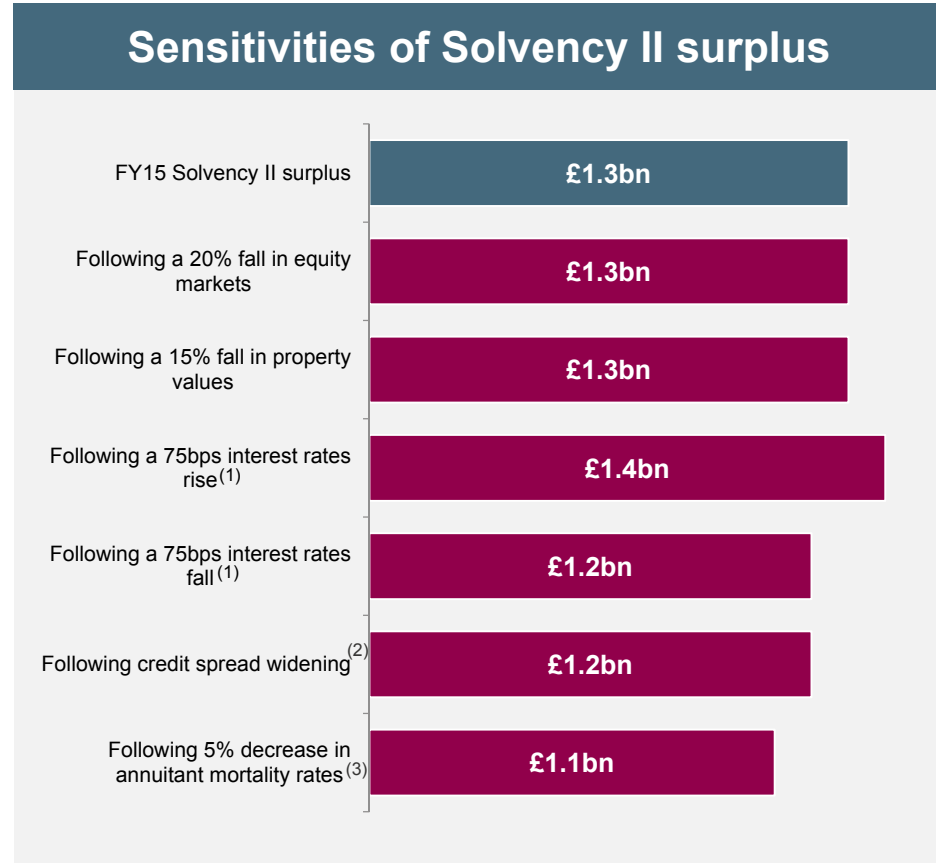 Sensitivities of Solvency II surplus
FY15 Solvency II surplus
£1.3bn
Following a 20% fall in equity
markets
£1.3bn
Following a 15% fall in property
values
£1.3bn
Following a 75bps interest rates
rise(1)
£1.4bn
Following a 75bps interest rates
fall(1)
£1.2bn
Following credit spread widening(2)
£1.2bn
Following 5% decrease in
annuitant mortality rates(3)
£1.1bn